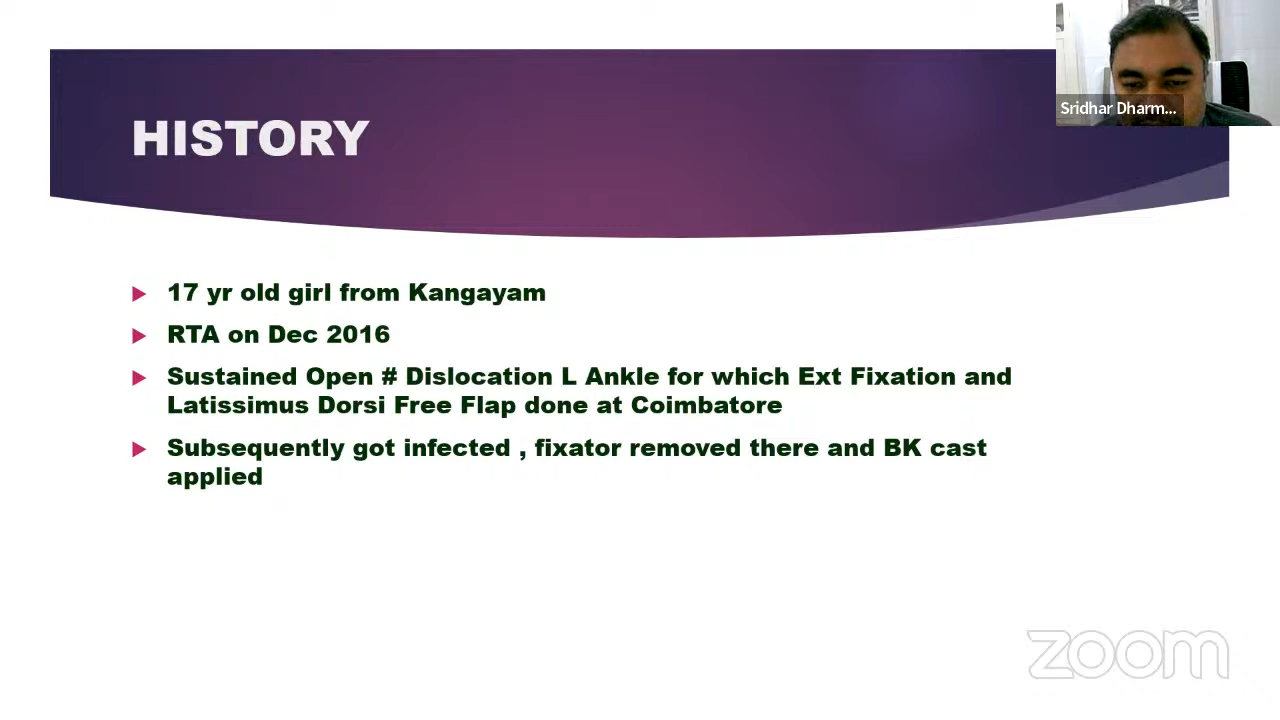 Sridhar Dharm...
HISTORY
17 yr old girl from Kangayam
RTA on Dec 2016
Sustained Open # Dislocation L Ankle for which Ext Fixation and
Latissimus Dorsi Free Flap done at Coimbatore
Subsequently got infected , fixator removed there and BK cast
applied
zoom